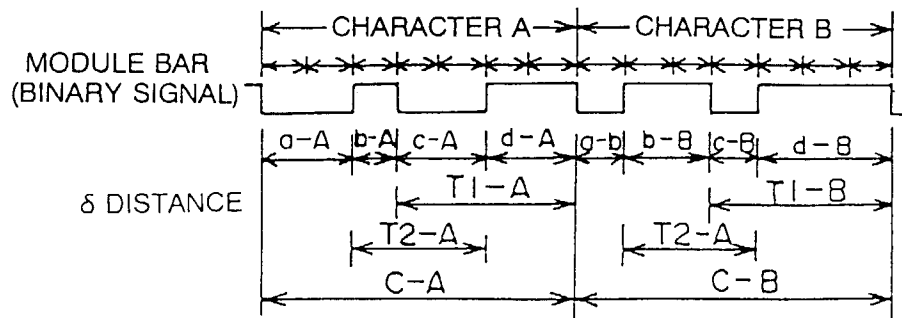 CHARACTER A CHARACTER B
MODULE BAR
(BINARY SIGNAL)
a-A b-A c-A d-A a-b b-B c-B d-B
δ DISTANCE T1-A T1-B
T2-A T2-A
C-A C-B